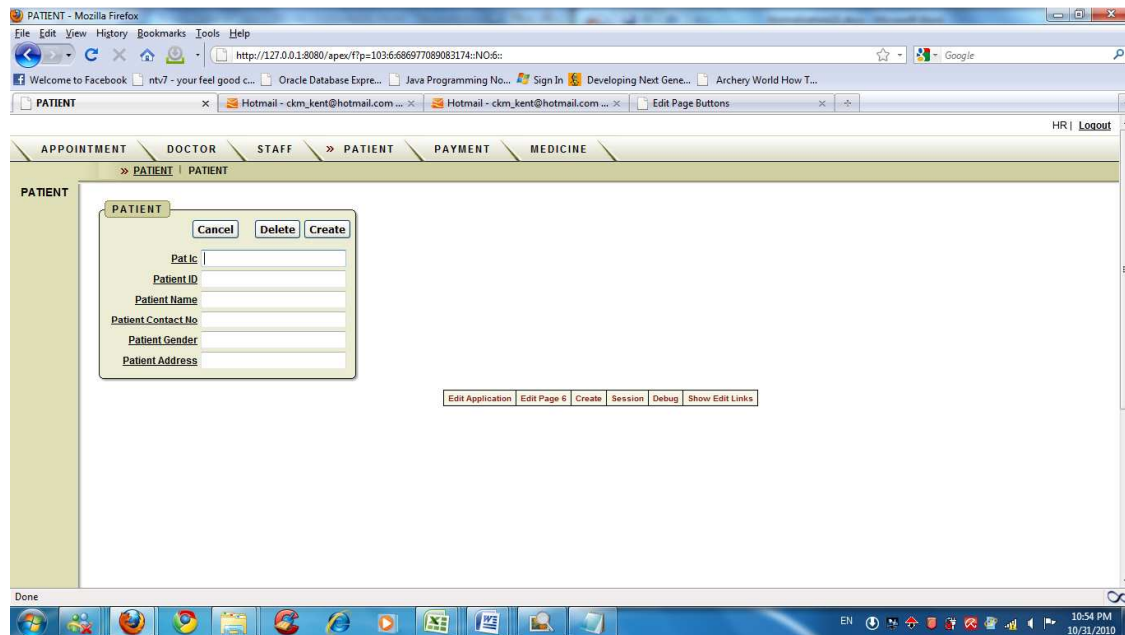 PATIENT - Mozilla Firefox
File Edit View History Bookmarks Tools Help
http://127.0.0.1:8080/apex/f?p=103:6:686977089083174::NO:6::
Google
Welcome to Facebook ntv7 - your feel good c... Oracle Database Expre... Java Programming No... Sign In Developing Next Gene... Archery World How T...
PATIENT Hotmail - ckm_kent@hotmail.com ... Hotmail - ckm_kent@hotmail.com ... Edit Page Buttons
HR | Logout
APPOINTMENT DOCTOR STAFF » PATIENT PAYMENT MEDICINE
» PATIENT | PATIENT
PATIENT
PATIENT
Cancel Delete Create
Pat Ic
Patient ID
Patient Name
Patient Contact No
Patient Gender
Patient Address
Edit Application Edit Page 6 Create Session Debug Show Edit Links
Done
EN 10:54 PM
10/31/2010